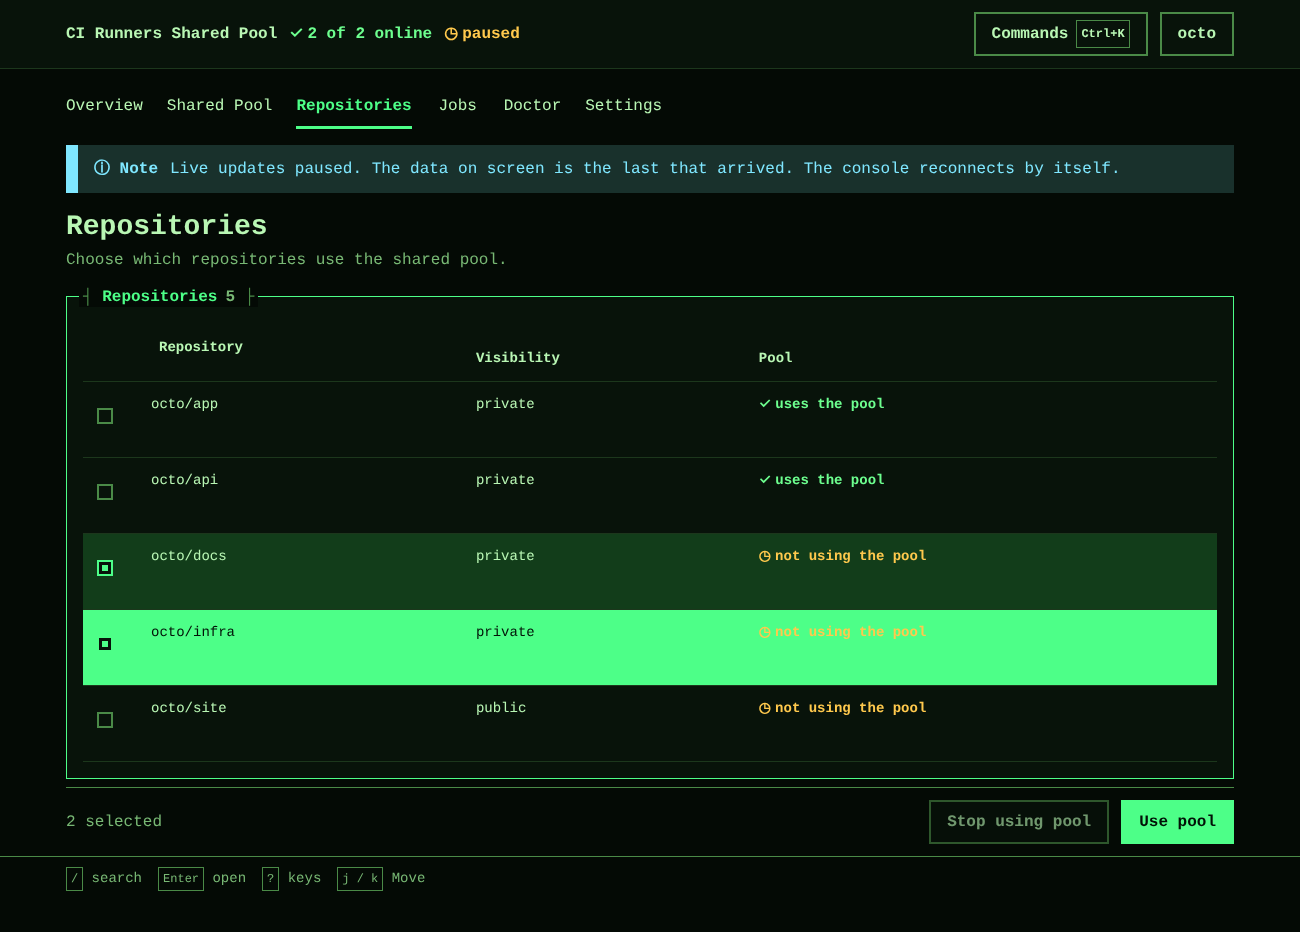 CI Runners Shared Pool 2 of 2 online paused Commands Ctrl+K octo
Overview Shared Pool Repositories Jobs Doctor Settings
Note Live updates paused. The data on screen is the last that arrived. The console reconnects by itself.
Repositories
Choose which repositories use the shared pool.
Repositories 5
Repository Visibility Pool
octo/app private uses the pool
octo/api private uses the pool
octo/docs private not using the pool
octo/infra private not using the pool
octo/site public not using the pool
2 selected Stop using pool Use pool
/ search Enter open ? keys j / k Move